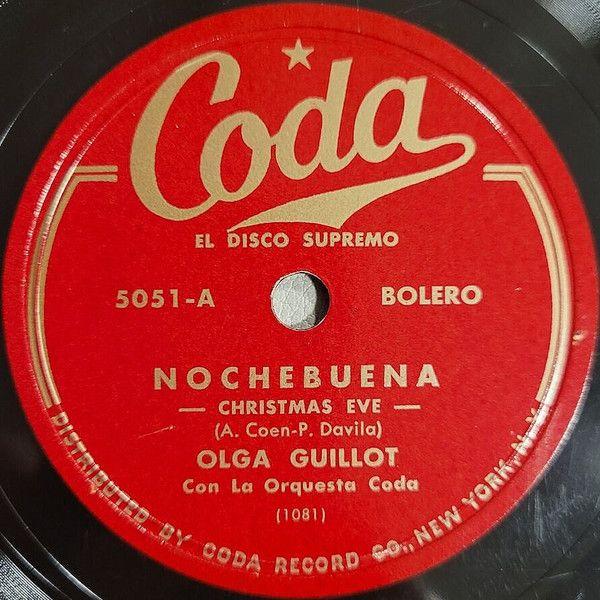 Coda
EL DISCO SUPREMO
5051-A
BOLERO
NOCHEBUENA
— CHRISTMAS EVE —
(A. Coen-P. Davila)
OLGA GUILLOT
Con La Orquesta Coda
(1081)
DISTRIBUTED BY CODA RECORD CO., NEW YORK, N. Y.